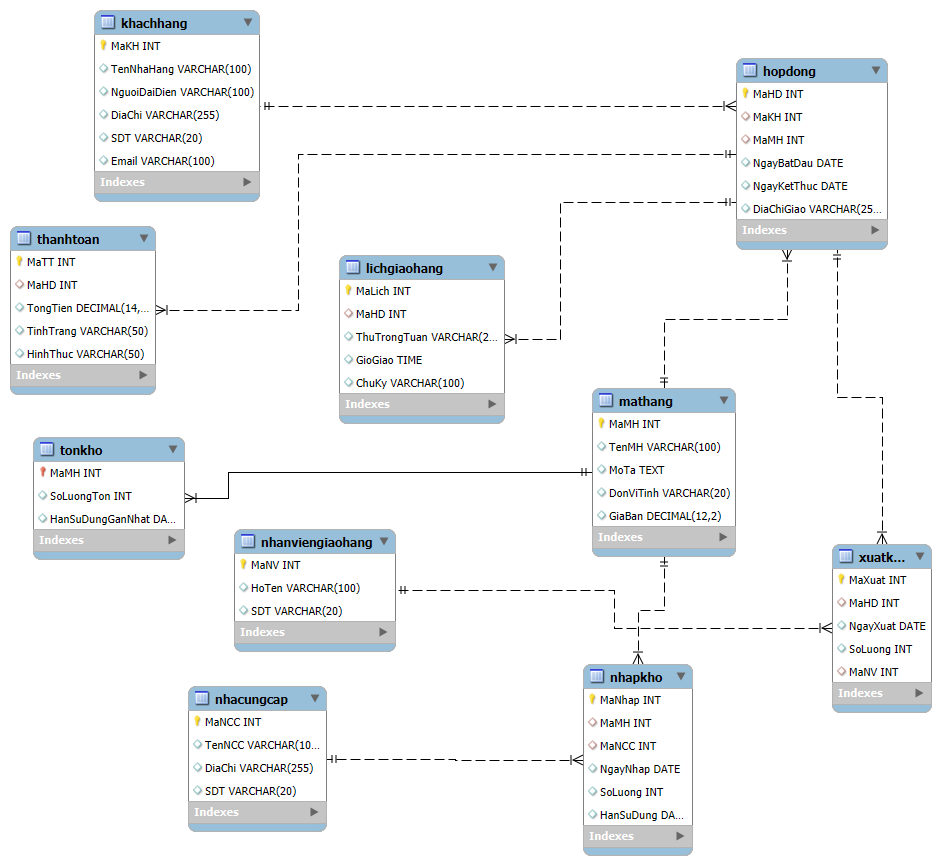 khachhang
MaKH INT
TenNhaHang VARCHAR(100)
NguoiDaiDien VARCHAR(100)
DiaChi VARCHAR(255)
SDT VARCHAR(20)
Email VARCHAR(100)
Indexes
hopdong
MaHD INT
MaKH INT
MaMH INT
NgayBatDau DATE
NgayKetThuc DATE
DiaChiGiao VARCHAR(25...
Indexes
thanhtoan
MaTT INT
MaHD INT
TongTien DECIMAL(14,...
TinhTrang VARCHAR(50)
HinhThuc VARCHAR(50)
Indexes
lichgiaohang
MaLich INT
MaHD INT
ThuTrongTuan VARCHAR(2...
GioGiao TIME
ChuKy VARCHAR(100)
Indexes
mathang
MaMH INT
TenMH VARCHAR(100)
MoTa TEXT
DonViTinh VARCHAR(20)
GiaBan DECIMAL(12,2)
Indexes
tonkho
MaMH INT
SoLuongTon INT
HanSuDungGanNhat DA...
Indexes
nhanviengiaohang
MaNV INT
HoTen VARCHAR(100)
SDT VARCHAR(20)
Indexes
xuatk...
MaXuat INT
MaHD INT
NgayXuat DATE
SoLuong INT
MaNV INT
Indexes
nhacungcap
MaNCC INT
TenNCC VARCHAR(10...
DiaChi VARCHAR(255)
SDT VARCHAR(20)
Indexes
nhapkho
MaNhap INT
MaMH INT
MaNCC INT
NgayNhap DATE
SoLuong INT
HanSuDung DA...
Indexes